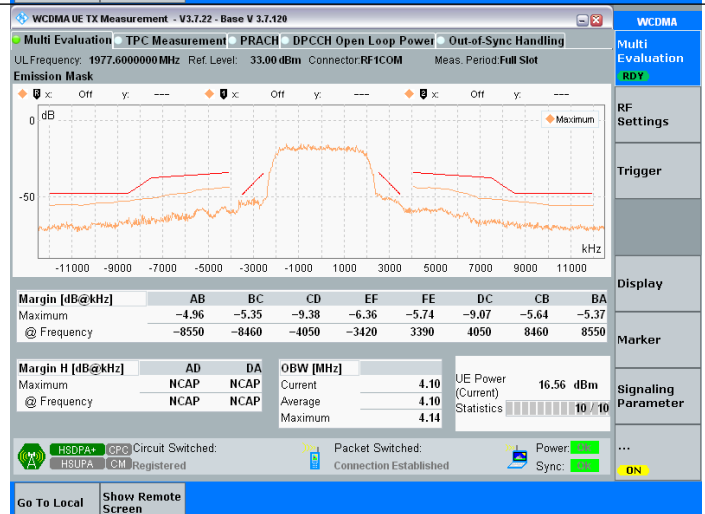 WCDMA UE TX Measurement - V3.7.22 - Base V 3.7.120
WCDMA
Multi Evaluation TPC Measurement PRACH DPCCH Open Loop Power Out-of-Sync Handling
UL Frequency: 1977.6000000 MHz Ref. Level: 33.00 dBm Connector:RF1COM Meas. Period:Full Slot
Emission Mask
x: Off y: --- x: Off y: --- x: Off y: ---
dB
Maximum
0
-50
kHz
-11000 -9000 -7000 -5000 -3000 -1000 1000 3000 5000 7000 9000 11000
Margin [dB@kHz] AB BC CD EF FE DC CB BA
Maximum -4.96 -5.35 -9.38 -6.36 -5.74 -9.07 -5.64 -5.37
@ Frequency -8550 -8460 -4050 -3420 3390 4050 8460 8550
Margin H [dB@kHz] AD DA
Maximum NCAP NCAP
@ Frequency NCAP NCAP
OBW [MHz]
Current 4.10
Average 4.10
Maximum 4.14
UE Power
(Current) 16.56 dBm
Statistics 10 / 10
HSDPA+ CPC Circuit Switched:
HSUPA CM Registered
Packet Switched:
Connection Established
Power: OK
Sync: OK
Multi
Evaluation
RDY
RF
Settings
Trigger
Display
Marker
Signaling
Parameter
...
ON
Go To Local
Show Remote
Screen